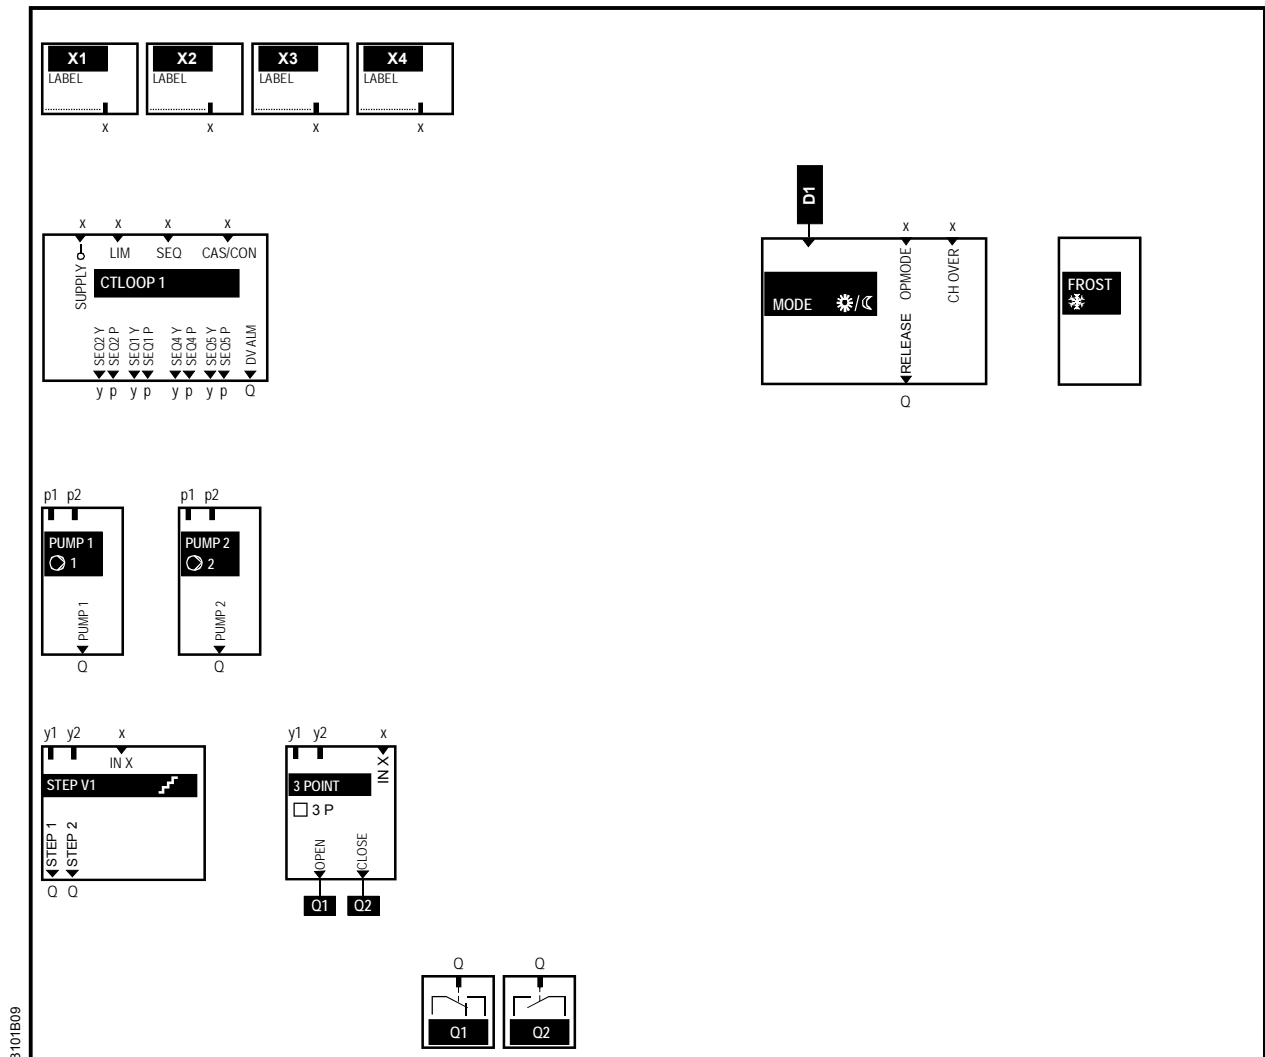 X1 X2 X3 X4
LABEL LABEL LABEL LABEL
x x x x
D1
x x x x
SUPPLY LIM SEQ CAS/CON
CTLOOP 1
SEQ2 Y SEQ2 P SEQ1 Y SEQ1 P SEQ4 Y SEQ4 P SEQ5 Y SEQ5 P DV ALM
y p y p y p y p Q
x x
OPMODE CH OVER
MODE /
RELEASE
Q
FROST
p1 p2 p1 p2
PUMP 1 PUMP 2
1 2
PUMP 1 PUMP 2
Q Q
y1 y2 x y1 y2 x
IN X IN X
STEP V1 3 POINT
3 P
STEP 1 STEP 2 OPEN CLOSE
Q Q Q1 Q2
Q Q
Q1 Q2